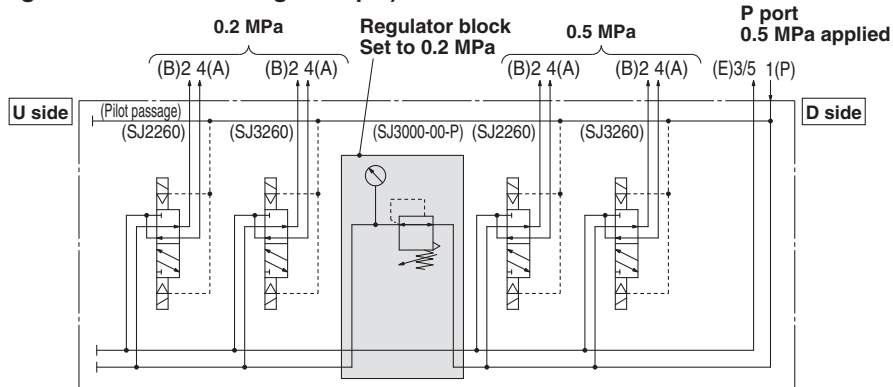 0.2 MPa
Regulator block
Set to 0.2 MPa
0.5 MPa
P port
0.5 MPa applied
(B)2 4(A)
(B)2 4(A)
(B)2 4(A)
(B)2 4(A)
(E)3/5 1(P)
U side
(Pilot passage)
D side
(SJ2260)
(SJ3260)
(SJ3000-00-P)
(SJ2260)
(SJ3260)